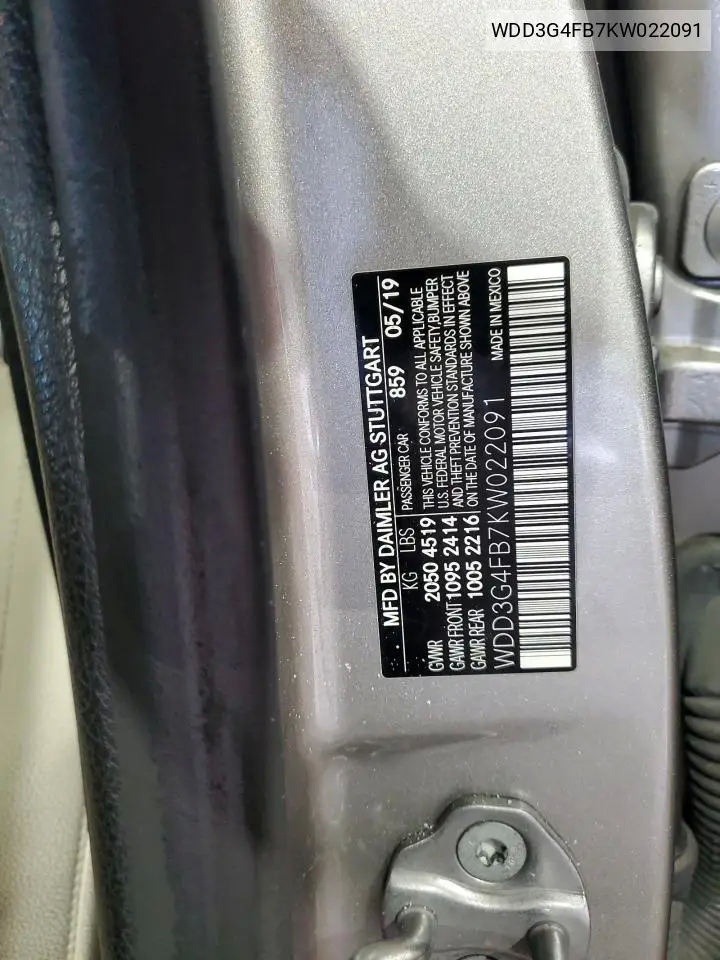 WDD3G4FB7KW022091
MFD BY DAIMLER AG STUTTGART
KG LBS PASSENGER CAR 859 05/19
GVWR 2050 4519 THIS VEHICLE CONFORMS TO ALL APPLICABLE
U.S. FEDERAL MOTOR VEHICLE SAFETY,BUMPER
GAWR FRONT 1095 2414 AND THEFT PREVENTION STANDARDS IN EFFECT
GAWR REAR 1005 2216 ON THE DATE OF MANUFACTURE SHOWN ABOVE
WDD3G4FB7KW022091 MADE IN MEXICO